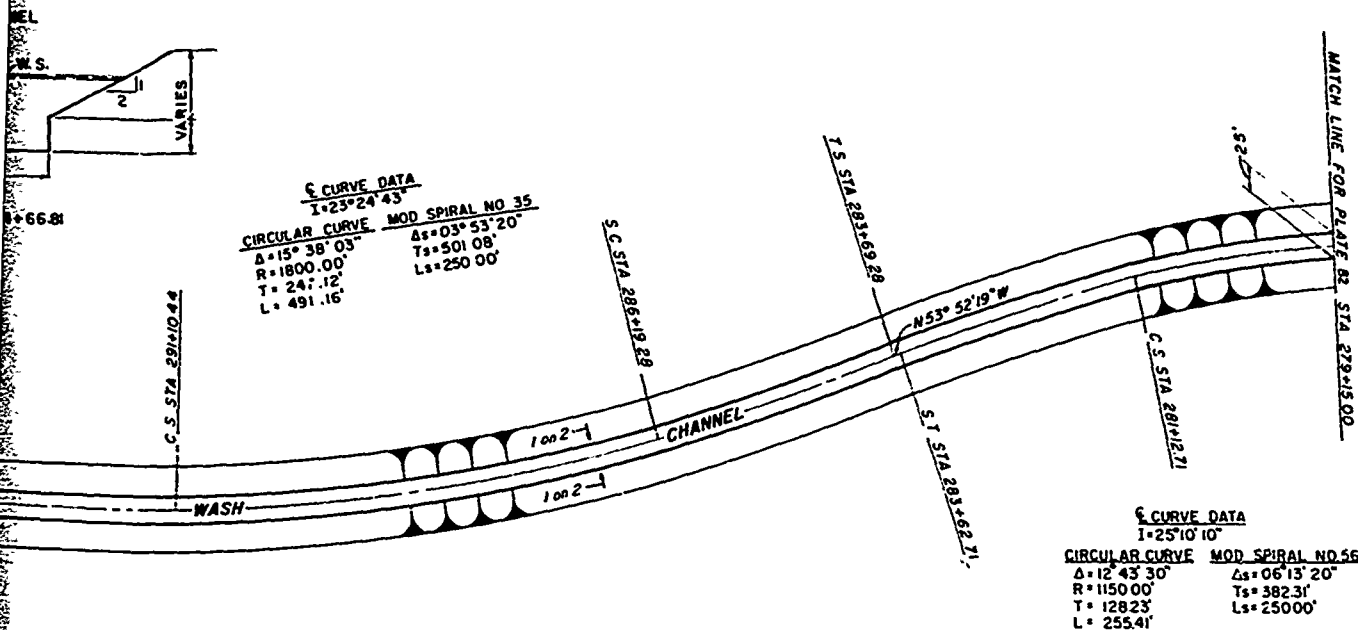 W.S.
1
2
VARIES
+66.81
℄ CURVE DATA
I=23°24'43"
CIRCULAR CURVE
Δ=15° 38' 03"
R=1800.00'
L=491.16'
MOD SPIRAL NO 35
Δs=03° 53' 20"
Ts=501 08'
Ls=250 00'
C S STA 291+10.44
S C STA 286+19.28
T S STA 283+69.28
N53° 52' 19" W
S.T STA 283+62.71
C S STA 281+12.71
MATCH LINE FOR PLATE 82 STA 279+15.00
WASH
CHANNEL
1 on 2
1 on 2
℄ CURVE DATA
I=25°10' 10"
CIRCULAR CURVE
Δ=12° 43' 30"
R=1150 00'
T=128.23'
L=255.41'
MOD SPIRAL NO.56
Δs=06°13' 20"
Ts=382.31'
Ls=250.00'